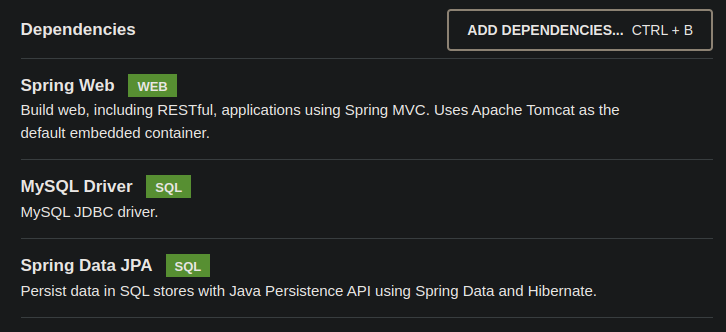 Dependencies
ADD DEPENDENCIES... CTRL + B
Spring Web WEB
Build web, including RESTful, applications using Spring MVC. Uses Apache Tomcat as the
default embedded container.
MySQL Driver SQL
MySQL JDBC driver.
Spring Data JPA SQL
Persist data in SQL stores with Java Persistence API using Spring Data and Hibernate.